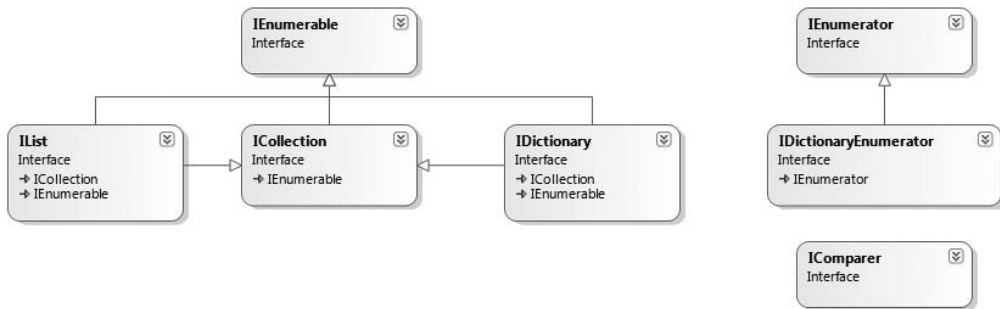 IEnumerable
Interface
IEnumerator
Interface
IList
Interface
ICollection
IEnumerable
ICollection
Interface
IEnumerable
IDictionary
Interface
ICollection
IEnumerable
IDictionaryEnumerator
Interface
IEnumerator
IComparer
Interface